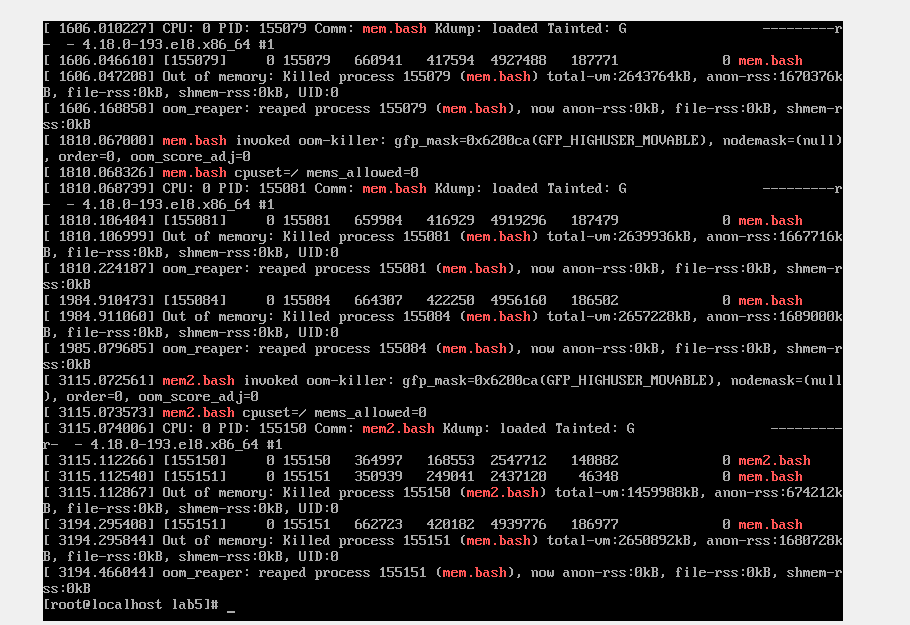 [ 1606.010227] CPU: 0 PID: 155079 Comm: mem.bash Kdump: loaded Tainted: G                 ---------r
-  - 4.18.0-193.el8.x86_64 #1
[ 1606.046610] [155079]     0 155079   660941   417594  4927488   187771             0 mem.bash
[ 1606.047208] Out of memory: Killed process 155079 (mem.bash) total-vm:2643764kB, anon-rss:1670376k
B, file-rss:0kB, shmem-rss:0kB, UID:0
[ 1606.168858] oom_reaper: reaped process 155079 (mem.bash), now anon-rss:0kB, file-rss:0kB, shmem-r
ss:0kB
[ 1810.067000] mem.bash invoked oom-killer: gfp_mask=0x6200ca(GFP_HIGHUSER_MOVABLE), nodemask=(null)
, order=0, oom_score_adj=0
[ 1810.068326] mem.bash cpuset=/ mems_allowed=0
[ 1810.068739] CPU: 0 PID: 155081 Comm: mem.bash Kdump: loaded Tainted: G                 ---------r
-  - 4.18.0-193.el8.x86_64 #1
[ 1810.106404] [155081]     0 155081   659984   416929  4919296   187479             0 mem.bash
[ 1810.106999] Out of memory: Killed process 155081 (mem.bash) total-vm:2639936kB, anon-rss:1667716k
B, file-rss:0kB, shmem-rss:0kB, UID:0
[ 1810.224187] oom_reaper: reaped process 155081 (mem.bash), now anon-rss:0kB, file-rss:0kB, shmem-r
ss:0kB
[ 1984.910473] [155084]     0 155084   664307   422250  4956160   186502             0 mem.bash
[ 1984.911060] Out of memory: Killed process 155084 (mem.bash) total-vm:2657228kB, anon-rss:1689000k
B, file-rss:0kB, shmem-rss:0kB, UID:0
[ 1985.079685] oom_reaper: reaped process 155084 (mem.bash), now anon-rss:0kB, file-rss:0kB, shmem-r
ss:0kB
[ 3115.072561] mem2.bash invoked oom-killer: gfp_mask=0x6200ca(GFP_HIGHUSER_MOVABLE), nodemask=(null
), order=0, oom_score_adj=0
[ 3115.073573] mem2.bash cpuset=/ mems_allowed=0
[ 3115.074006] CPU: 0 PID: 155150 Comm: mem2.bash Kdump: loaded Tainted: G                 ---------
r-  - 4.18.0-193.el8.x86_64 #1
[ 3115.112266] [155150]     0 155150   364997   168553  2547712   140882             0 mem2.bash
[ 3115.112540] [155151]     0 155151   350939   249041  2437120    46348             0 mem.bash
[ 3115.112867] Out of memory: Killed process 155150 (mem2.bash) total-vm:1459988kB, anon-rss:674212k
B, file-rss:0kB, shmem-rss:0kB, UID:0
[ 3194.295408] [155151]     0 155151   662723   420182  4939776   186977             0 mem.bash
[ 3194.295844] Out of memory: Killed process 155151 (mem.bash) total-vm:2650892kB, anon-rss:1680728k
B, file-rss:0kB, shmem-rss:0kB, UID:0
[ 3194.466044] oom_reaper: reaped process 155151 (mem.bash), now anon-rss:0kB, file-rss:0kB, shmem-r
ss:0kB
[root@localhost lab5]# _